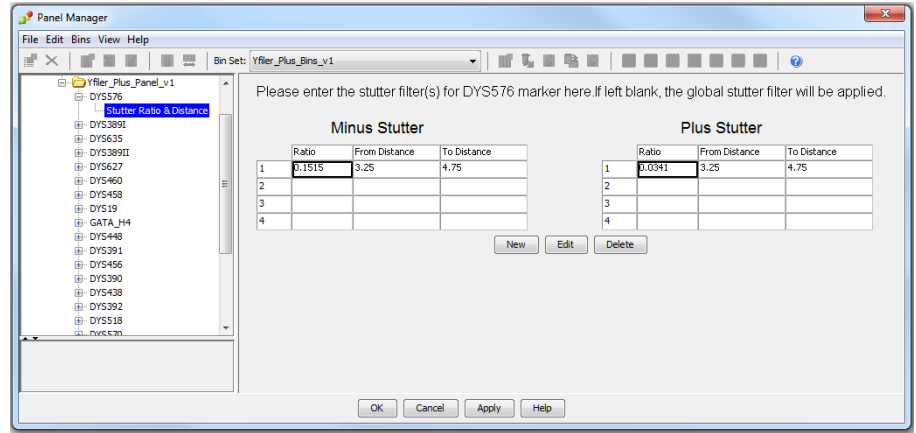 Panel Manager
File Edit Bins View Help
Bin Set: Yfiler_Plus_Bins_v1
Yfiler_Plus_Panel_v1
DYS576
Stutter Ratio & Distance
DYS389I
DYS635
DYS389II
DYS627
DYS460
DYS458
DYS19
GATA_H4
DYS448
DYS391
DYS456
DYS390
DYS438
DYS392
DYS518
DYS570
Please enter the stutter filter(s) for DYS576 marker here.If left blank, the global stutter filter will be applied.
Minus Stutter
Ratio From Distance To Distance
1 0.1515 3.25 4.75
2
3
4
Plus Stutter
Ratio From Distance To Distance
1 0.0341 3.25 4.75
2
3
4
New Edit Delete
OK Cancel Apply Help